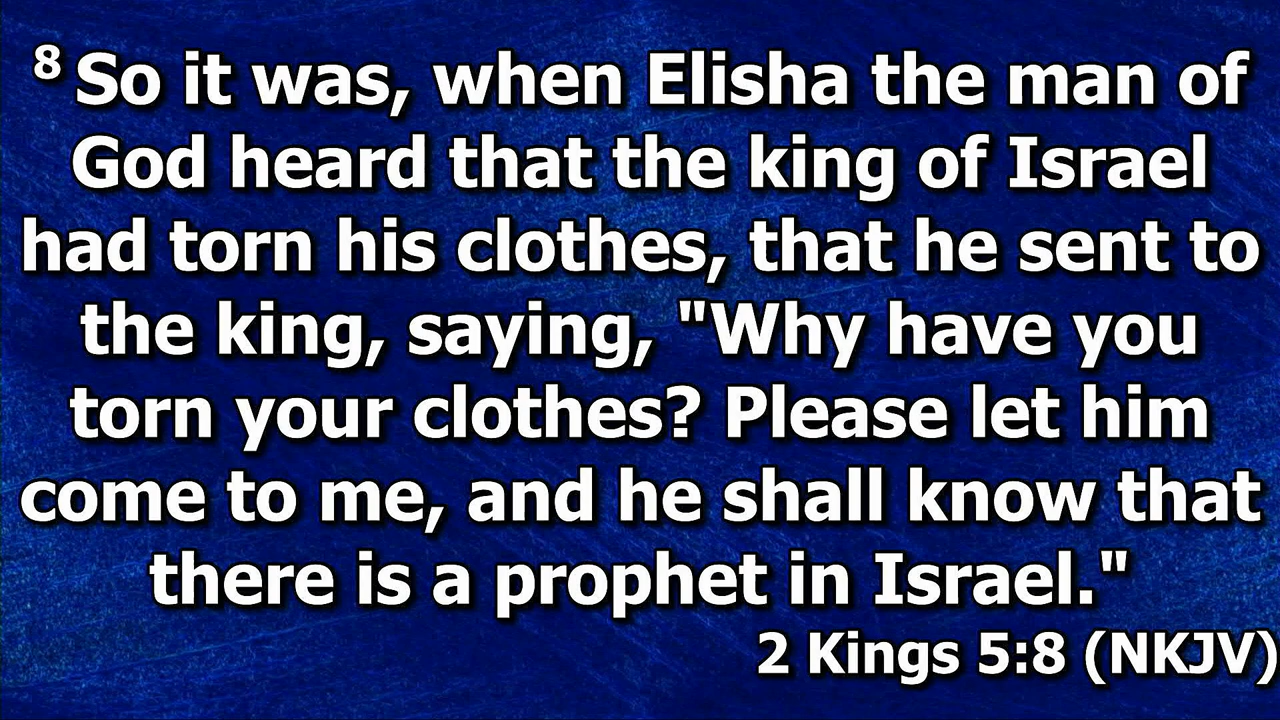 8 So it was, when Elisha the man of
God heard that the king of Israel
had torn his clothes, that he sent to
the king, saying, "Why have you
torn your clothes? Please let him
come to me, and he shall know that
there is a prophet in Israel."
2 Kings 5:8 (NKJV)